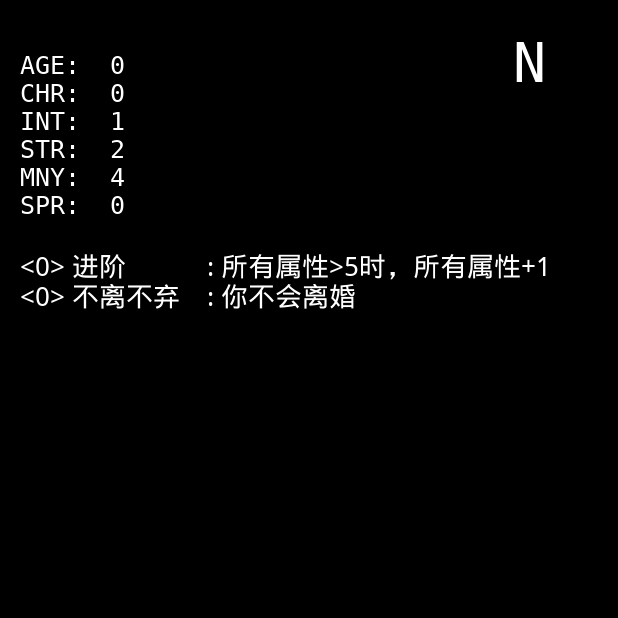 N
AGE: 0
CHR: 0
INT: 1
STR: 2
MNY: 4
SPR: 0
<0> 进阶 : 所有属性>5时，所有属性+1
<0> 不离不弃 : 你不会离婚